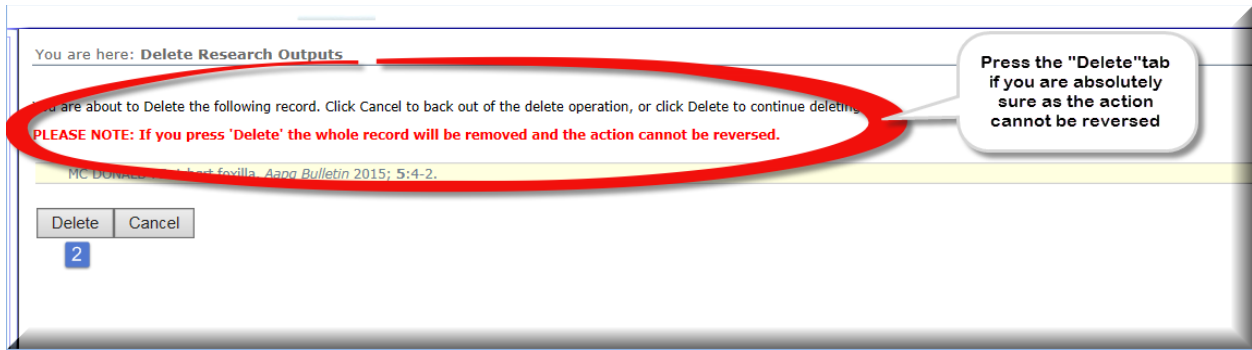 You are here: Delete Research Outputs
are about to Delete the following record. Click Cancel to back out of the delete operation, or click Delete to continue deleting
PLEASE NOTE: If you press 'Delete' the whole record will be removed and the action cannot be reversed.
MC DONALD foxilla. Aapg Bulletin 2015; 5:4-2.
Delete Cancel
2
Press the "Delete"tab
if you are absolutely
sure as the action
cannot be reversed